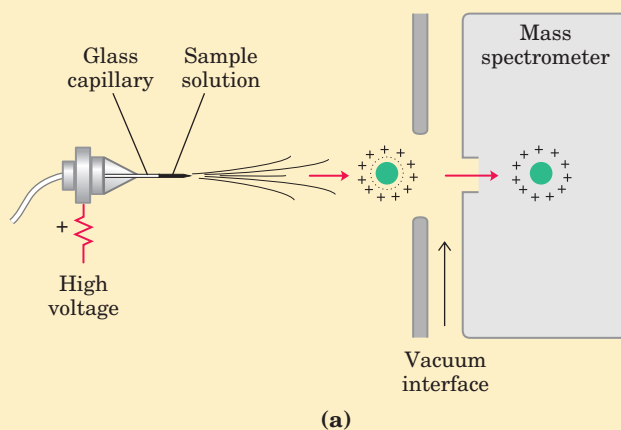 Glass
capillary
Sample
solution
Mass
spectrometer
+
High
voltage
+ + + + + + + + + + +
+ + + + + + + + + + +
Vacuum
interface
(a)